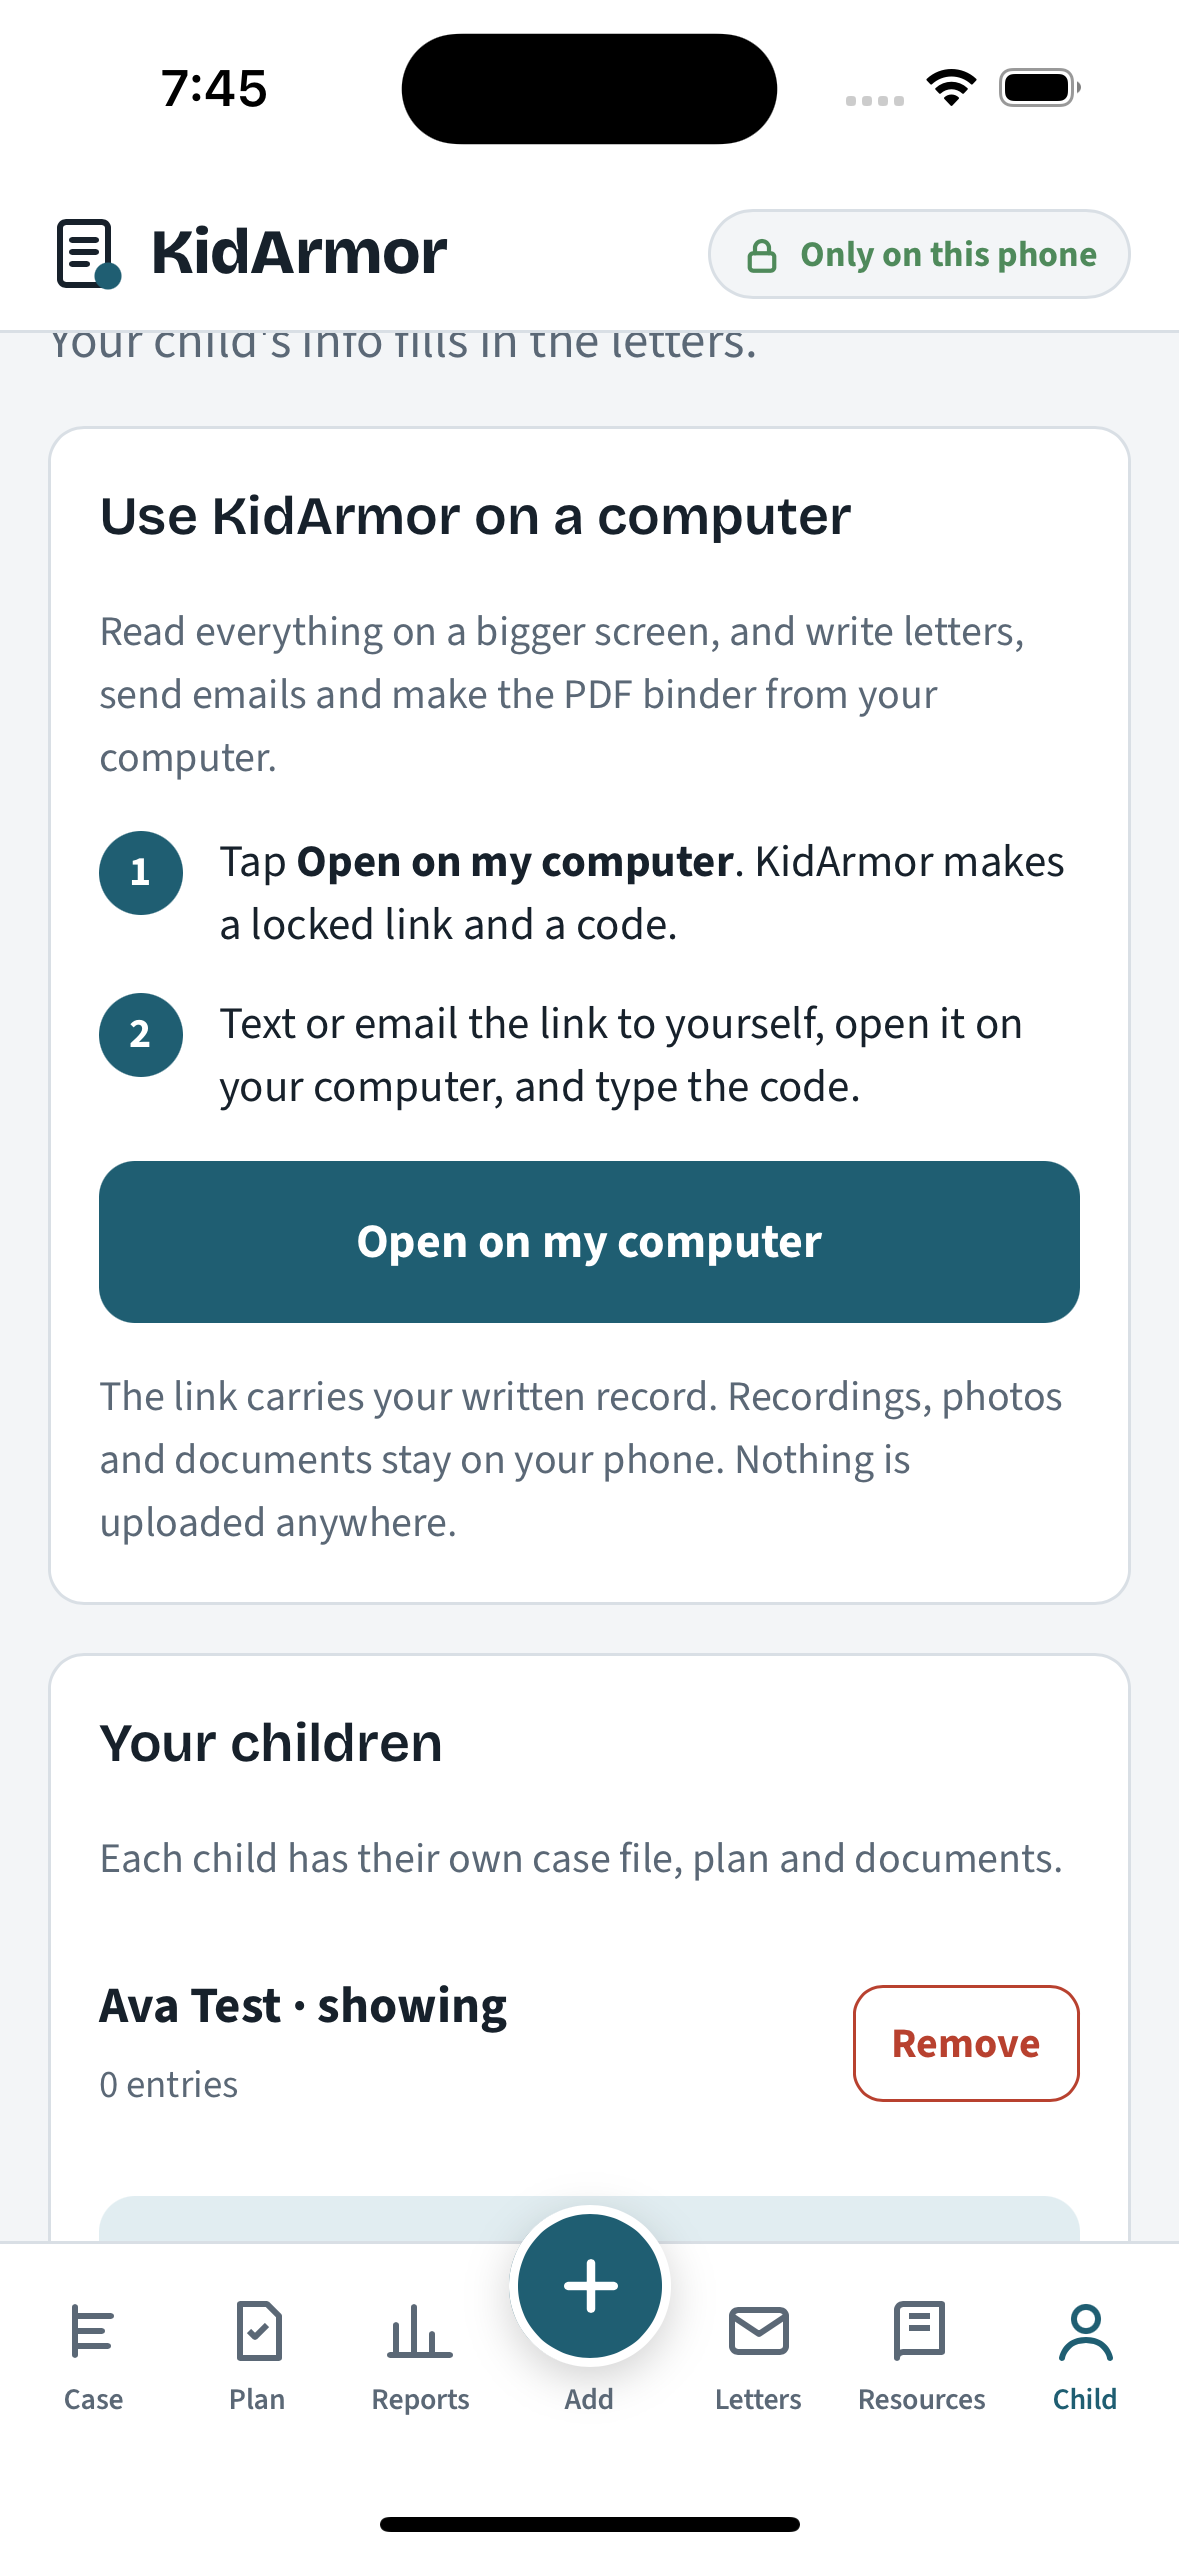 7:45
KidArmor
Only on this phone
Your child's info fills in the letters.
Use KidArmor on a computer
Read everything on a bigger screen, and write letters,
send emails and make the PDF binder from your
computer.
1
Tap Open on my computer. KidArmor makes
a locked link and a code.
2
Text or email the link to yourself, open it on
your computer, and type the code.
Open on my computer
The link carries your written record. Recordings, photos
and documents stay on your phone. Nothing is
uploaded anywhere.
Your children
Each child has their own case file, plan and documents.
Ava Test · showing
Remove
0 entries
Case
Plan
Reports
Add
Letters
Resources
Child